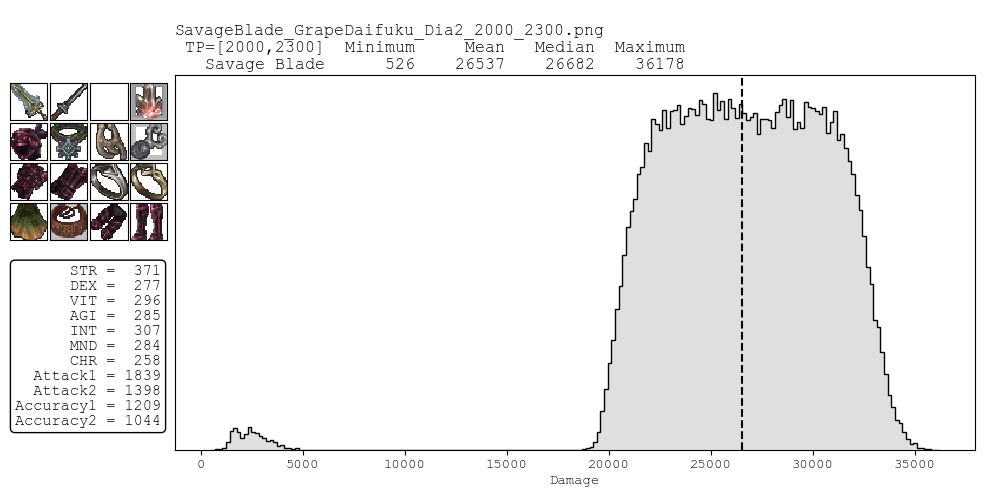 SavageBlade_GrapeDaifuku_Dia2_2000_2300.png
TP=[2000,2300] Minimum Mean Median Maximum
Savage Blade 526 26537 26682 36178
STR = 371
DEX = 277
VIT = 296
AGI = 285
INT = 307
MND = 284
CHR = 258
Attack1 = 1839
Attack2 = 1398
Accuracy1 = 1209
Accuracy2 = 1044
0 5000 10000 15000 20000 25000 30000 35000
Damage